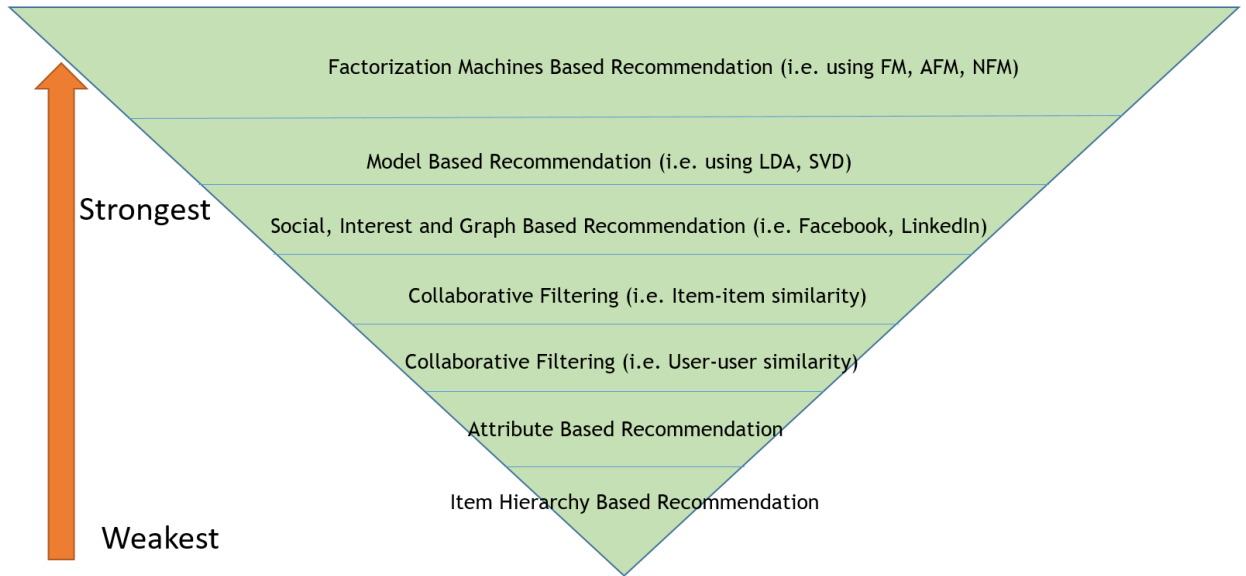 Factorization Machines Based Recommendation (i.e. using FM, AFM, NFM)
Model Based Recommendation (i.e. using LDA, SVD)
Strongest
Social, Interest and Graph Based Recommendation (i.e. Facebook, LinkedIn)
Collaborative Filtering (i.e. Item-item similarity)
Collaborative Filtering (i.e. User-user similarity)
Attribute Based Recommendation
Item Hierarchy Based Recommendation
Weakest